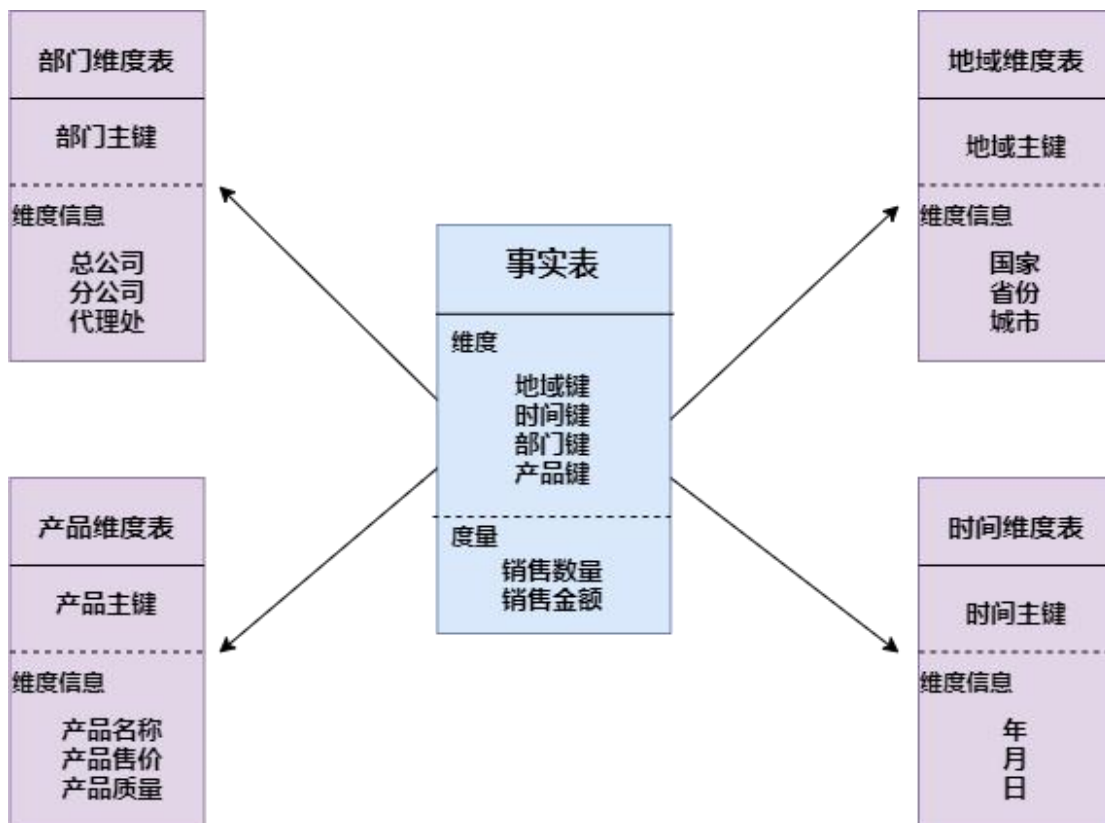 部门维度表
部门主键
维度信息
总公司
分公司
代理处
地域维度表
地域主键
维度信息
国家
省份
城市
事实表
维度
地域键
时间键
部门键
产品键
度量
销售数量
销售金额
产品维度表
产品主键
维度信息
产品名称
产品售价
产品质量
时间维度表
时间主键
维度信息
年
月
日